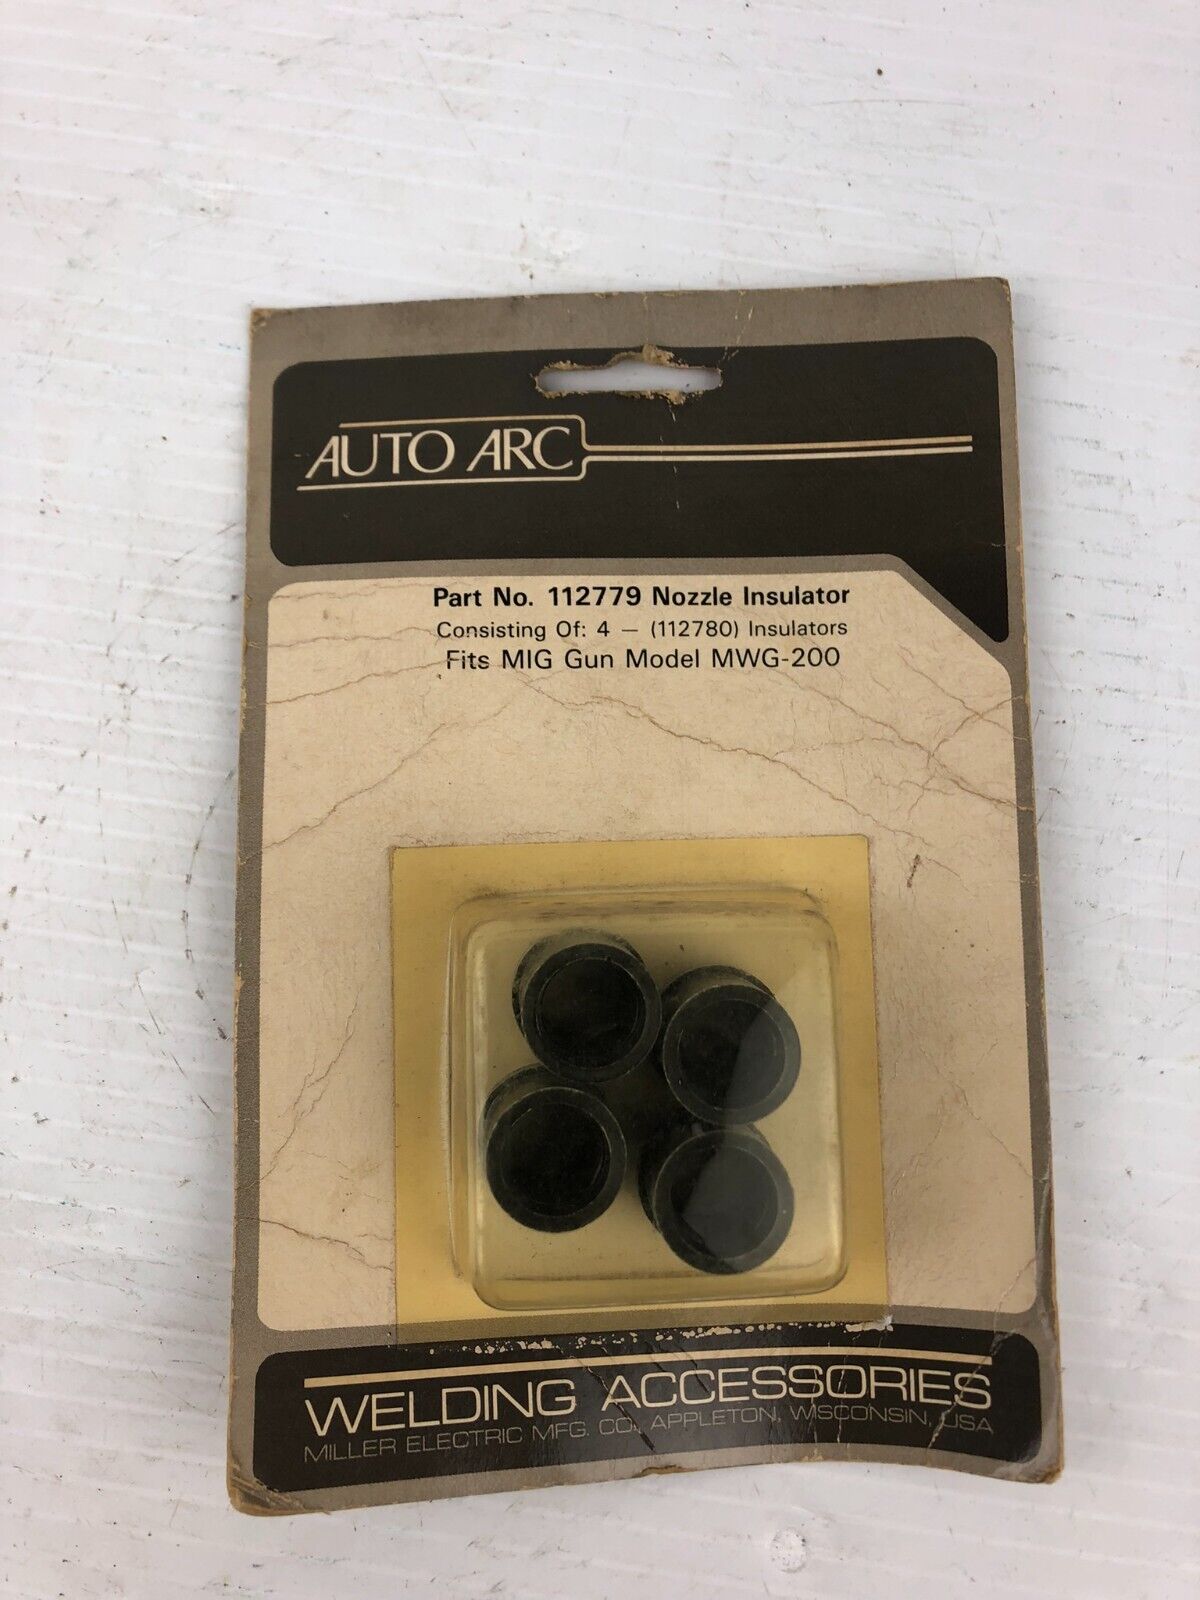 AUTO ARC
Part No. 112779 Nozzle Insulator
Consisting Of: 4 — (112780) Insulators
Fits MIG Gun Model MWG-200
WELDING ACCESSORIES
MILLER ELECTRIC MFG. CO., APPLETON, WISCONSIN, USA